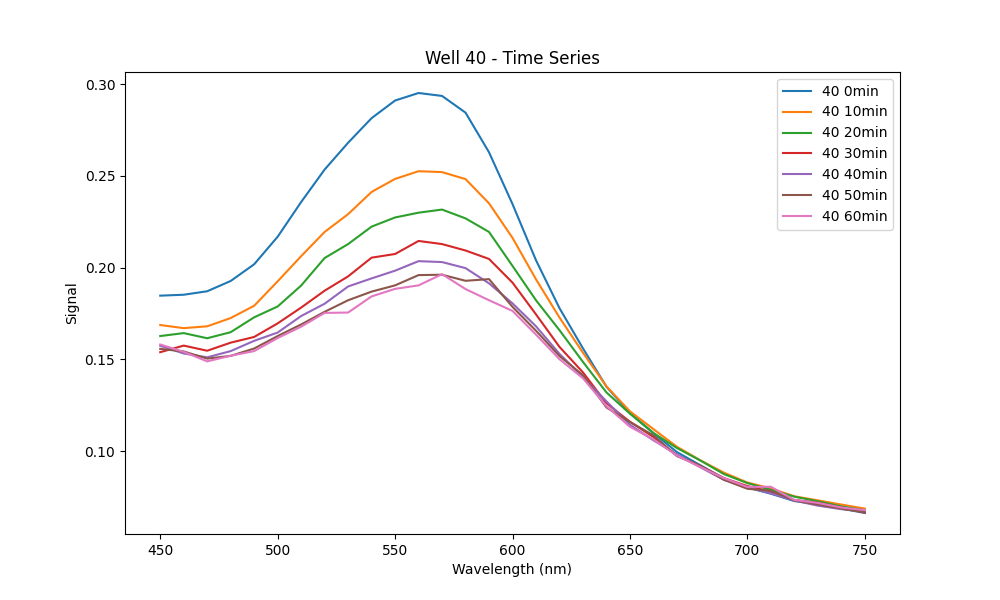 Well 40 - Time Series
40 0min
40 10min
40 20min
40 30min
40 40min
40 50min
40 60min
0.30
0.25
0.20
0.15
0.10
Signal
450 500 550 600 650 700 750
Wavelength (nm)